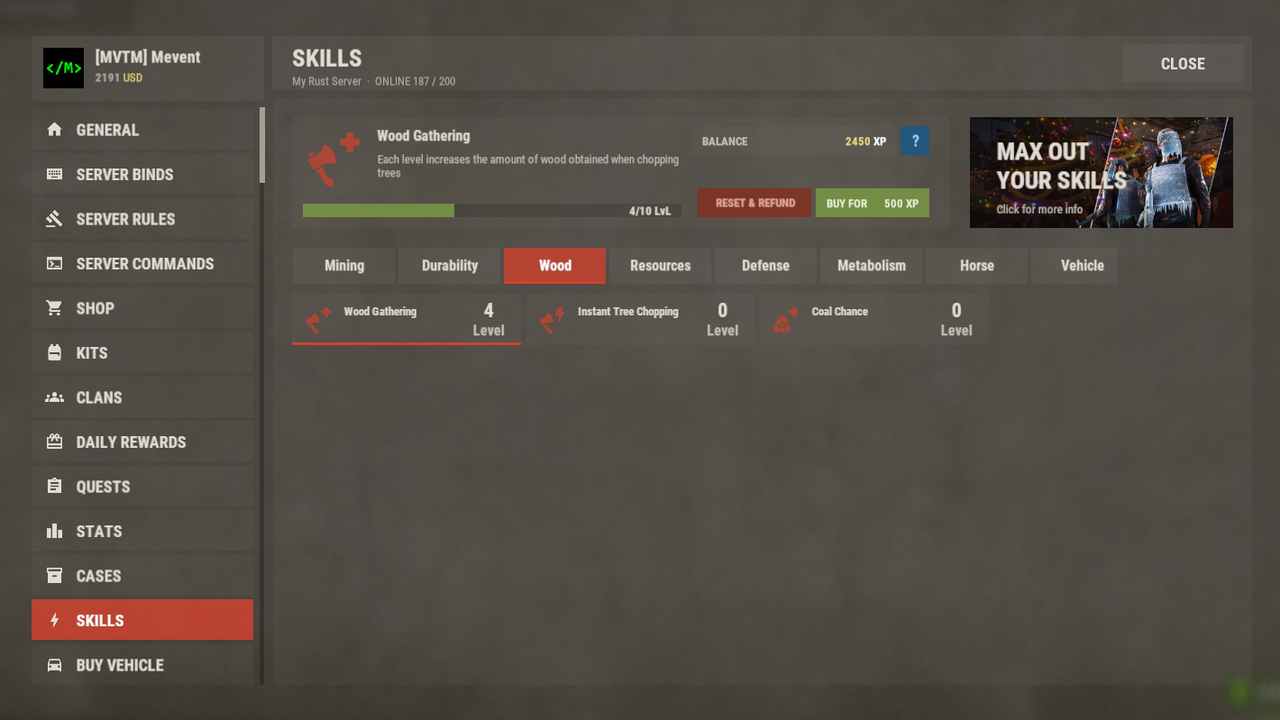 </M>
[MVTM] Mevent
2191 USD
GENERAL
SERVER BINDS
SERVER RULES
SERVER COMMANDS
SHOP
KITS
CLANS
DAILY REWARDS
QUESTS
STATS
CASES
SKILLS
BUY VEHICLE
SKILLS
My Rust Server · ONLINE 187 / 200
CLOSE
Wood Gathering
Each level increases the amount of wood obtained when chopping
trees
4/10 LvL
BALANCE 2450 XP ?
RESET & REFUND BUY FOR 500 XP
MAX OUT
YOUR SKILLS
Click for more info
Mining Durability Wood Resources Defense Metabolism Horse Vehicle
Wood Gathering 4
Level
Instant Tree Chopping 0
Level
Coal Chance 0
Level